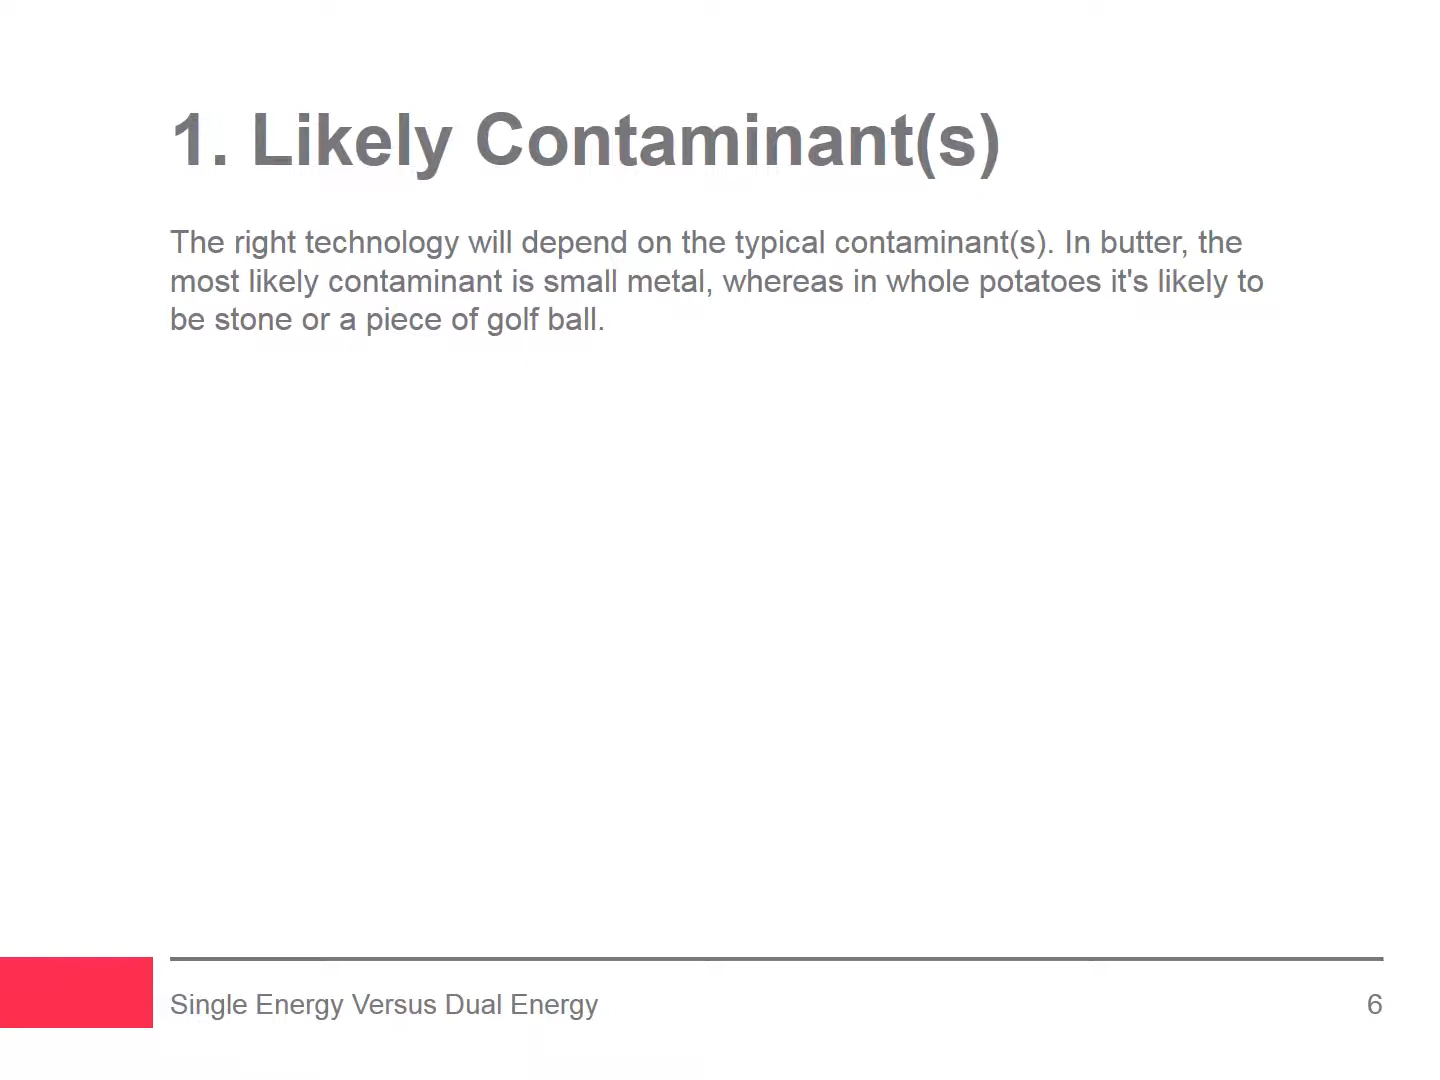 1. Likely Contaminant(s)
The right technology will depend on the typical contaminant(s). In butter, the
most likely contaminant is small metal, whereas in whole potatoes it's likely to
be stone or a piece of golf ball.
Single Energy Versus Dual Energy
6